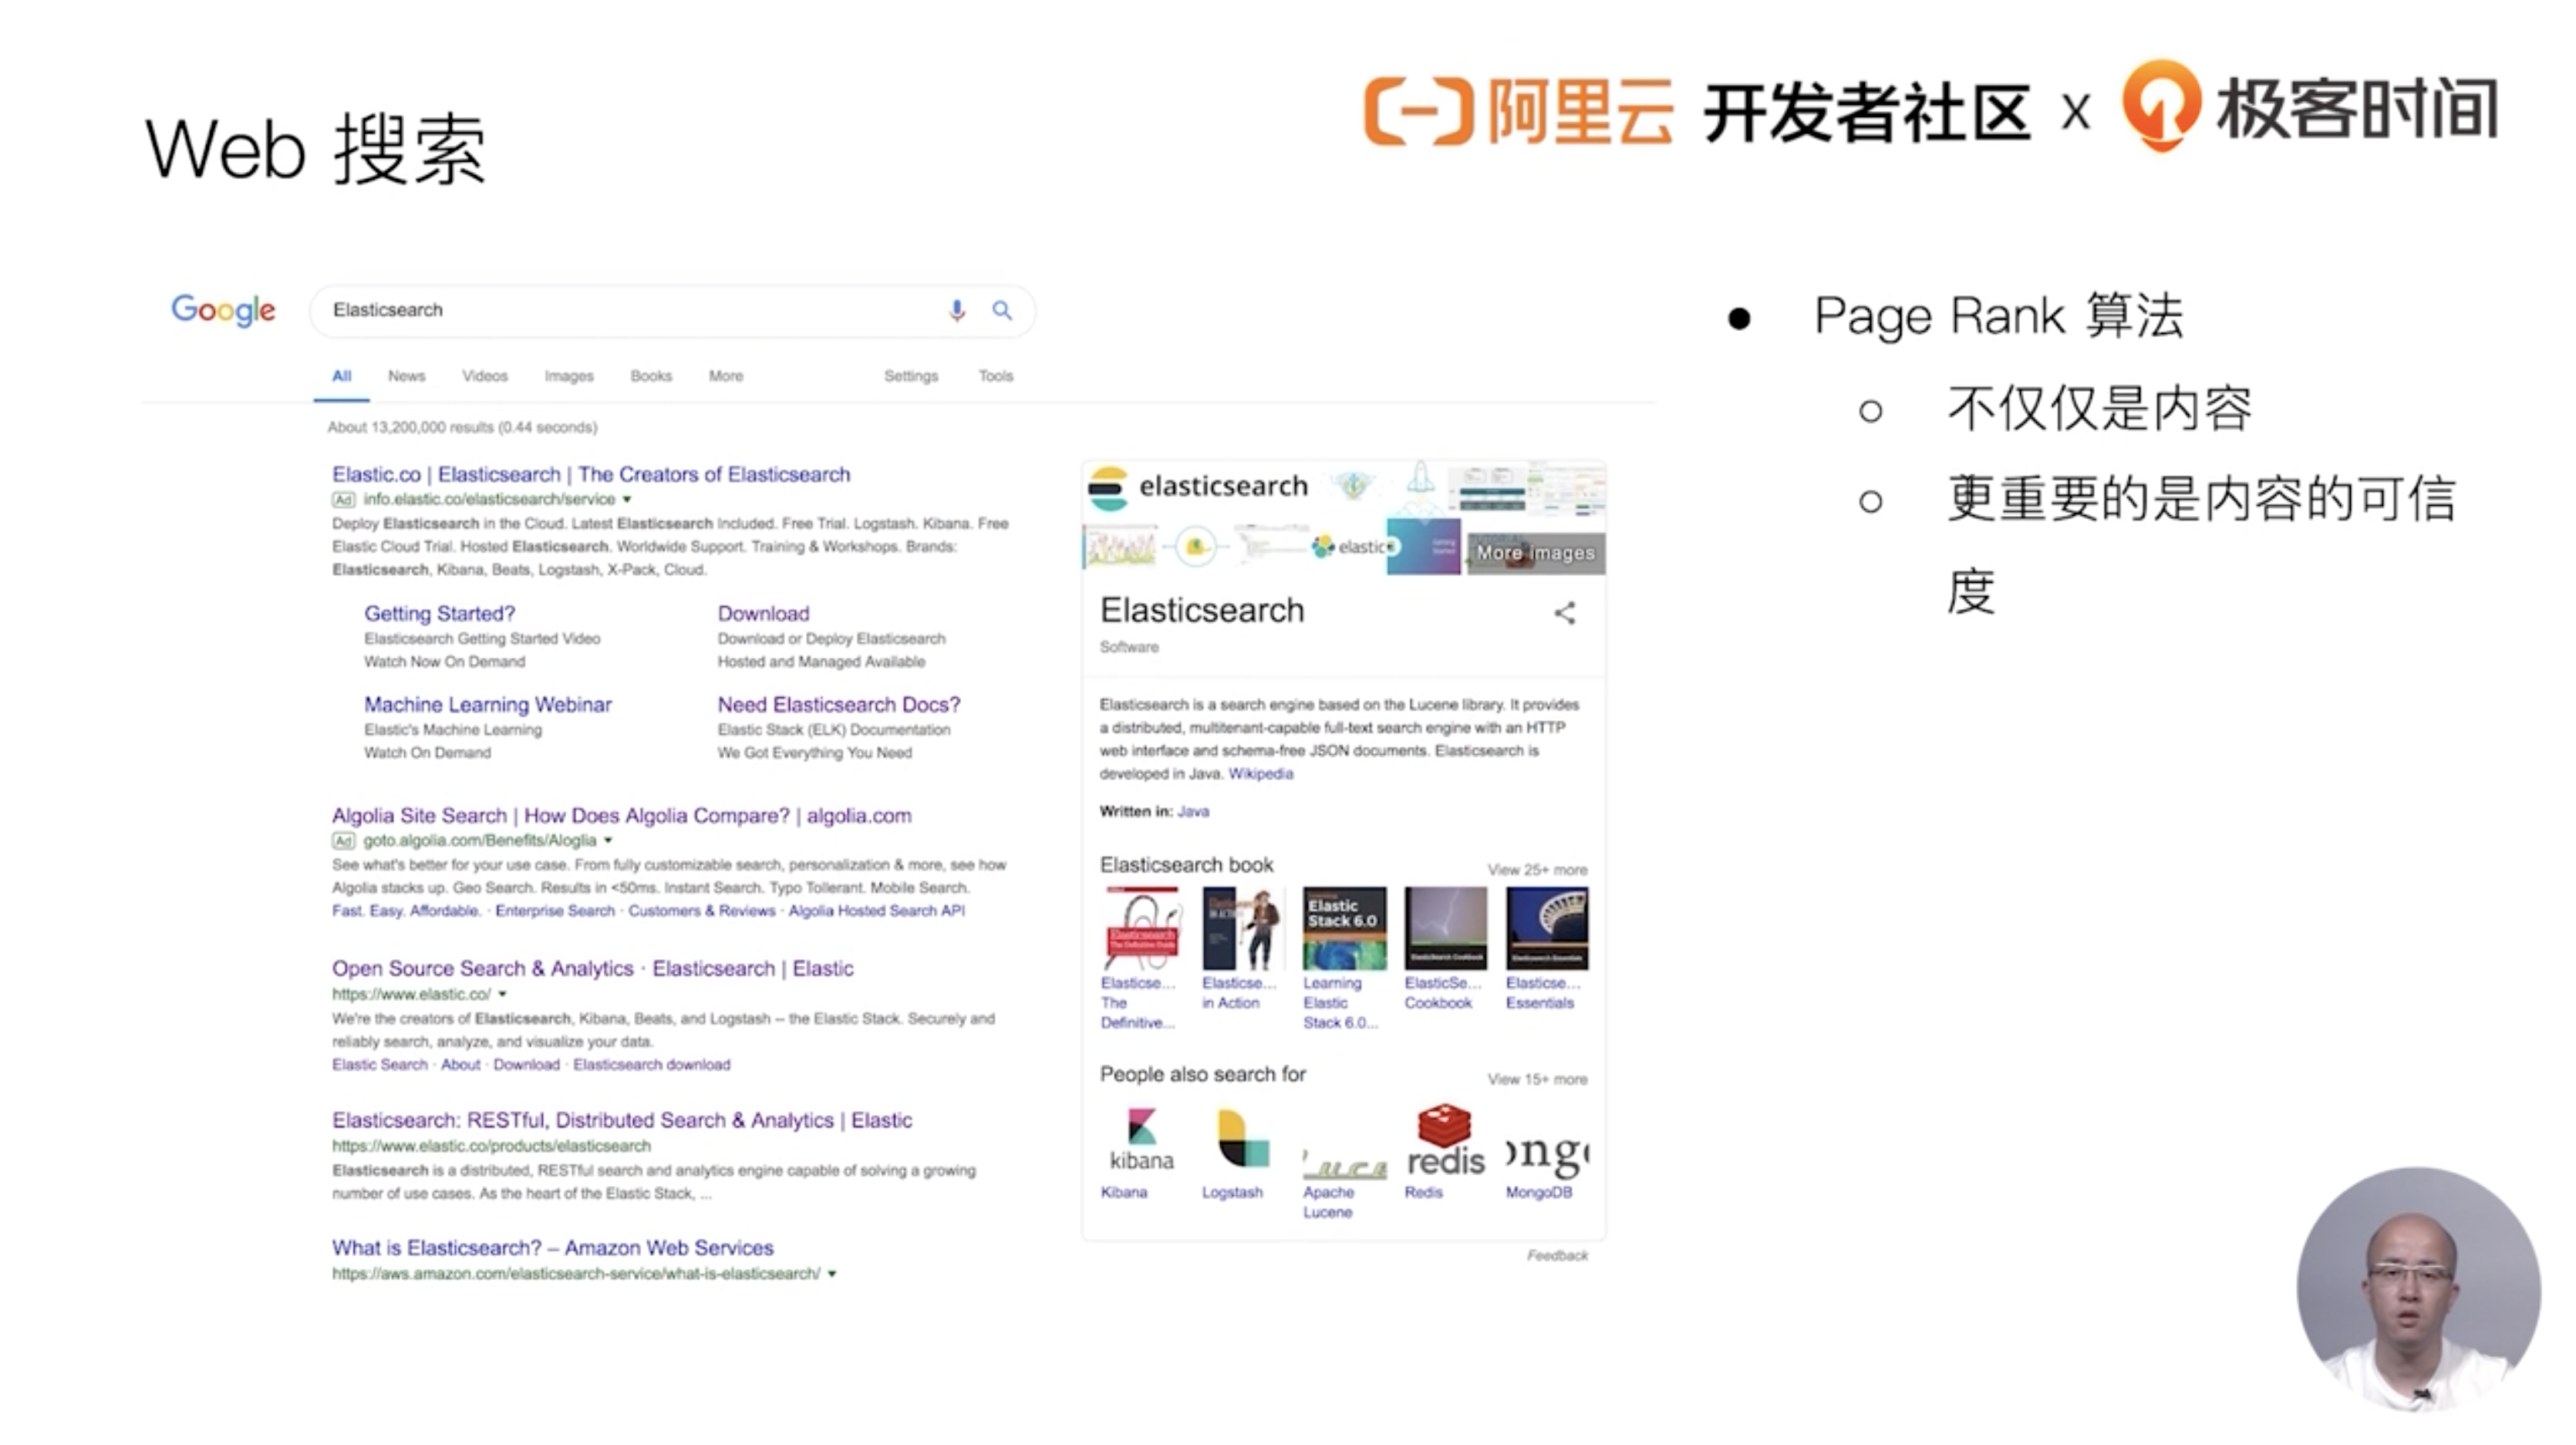 Web 搜索
阿里云 开发者社区 X 极客时间
Google
Elasticsearch
All News Videos Images Books More Settings Tools
About 13,200,000 results (0.44 seconds)
Elastic.co | Elasticsearch | The Creators of Elasticsearch
Ad info.elastic.co/elasticsearch/service
Deploy Elasticsearch in the Cloud. Latest Elasticsearch Included. Free Trial. Logstash. Kibana. Free
Elastic Cloud Trial. Hosted Elasticsearch. Worldwide Support. Training & Workshops. Brands:
Elasticsearch, Kibana, Beats, Logstash, X-Pack, Cloud.
Getting Started?
Elasticsearch Getting Started Video
Watch Now On Demand
Download
Download or Deploy Elasticsearch
Hosted and Managed Available
Machine Learning Webinar
Elastic's Machine Learning
Watch On Demand
Need Elasticsearch Docs?
Elastic Stack (ELK) Documentation
We Got Everything You Need
Algolia Site Search | How Does Algolia Compare? | algolia.com
Ad goto.algolia.com/Benefits/Aloglia
See what's better for your use case. From fully customizable search, personalization & more, see how
Algolia stacks up. Geo Search. Results in <50ms. Instant Search. Typo Tollerant. Mobile Search.
Fast. Easy. Affordable. · Enterprise Search · Customers & Reviews · Algolia Hosted Search API
Open Source Search & Analytics · Elasticsearch | Elastic
https://www.elastic.co/
We're the creators of Elasticsearch, Kibana, Beats, and Logstash -- the Elastic Stack. Securely and
reliably search, analyze, and visualize your data.
Elastic Search · About · Download · Elasticsearch download
Elasticsearch: RESTful, Distributed Search & Analytics | Elastic
https://www.elastic.co/products/elasticsearch
Elasticsearch is a distributed, RESTful search and analytics engine capable of solving a growing
number of use cases. As the heart of the Elastic Stack, ...
What is Elasticsearch? – Amazon Web Services
https://aws.amazon.com/elasticsearch-service/what-is-elasticsearch/
elasticsearch
elastic
More images
Elasticsearch
Software
Elasticsearch is a search engine based on the Lucene library. It provides
a distributed, multitenant-capable full-text search engine with an HTTP
web interface and schema-free JSON documents. Elasticsearch is
developed in Java. Wikipedia
Written in: Java
Elasticsearch book View 25+ more
Elastic
Stack 6.0
Elasticse...
The
Definitive...
Elasticse...
in Action
Learning
Elastic
Stack 6.0...
ElasticSe...
Cookbook
Elasticse...
Essentials
People also search for View 15+ more
kibana
redis
Kibana
Logstash
Apache
Lucene
Redis
MongoDB
Feedback
● Page Rank 算法
○ 不仅仅是内容
○ 更重要的是内容的可信
度